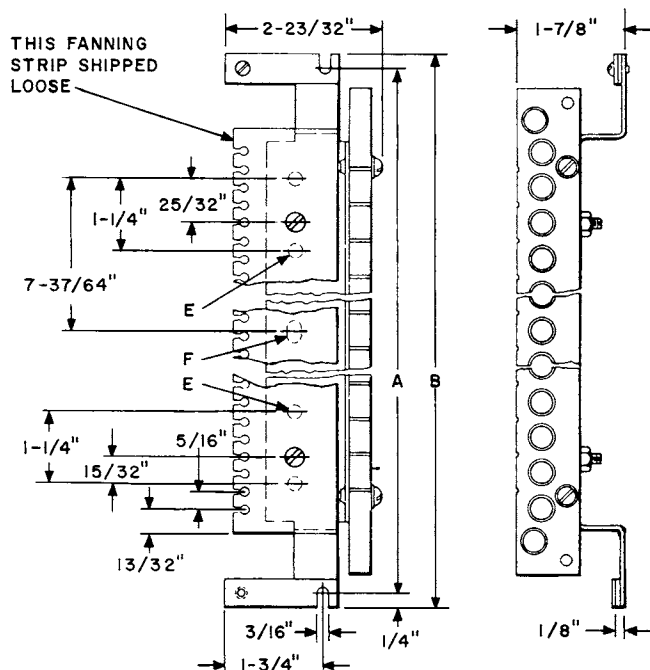 2-23/32"
1-7/8"
THIS FANNING
STRIP SHIPPED
LOOSE
25/32"
1-1/4"
7-37/64"
E
F
A
B
E
1-1/4"
5/16"
15/32"
13/32"
3/16"
1/4"
1/8"
1-3/4"